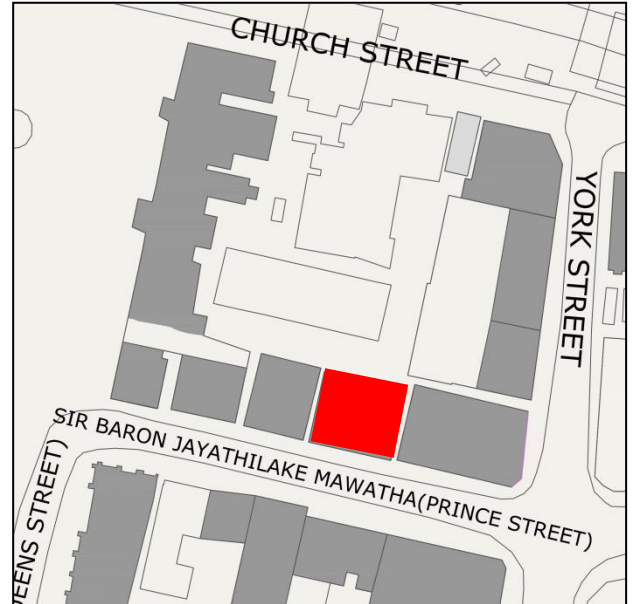 CHURCH STREET
YORK STREET
SIR BARON JAYATHILAKE MAWATHA(PRINCE STREET)
EENS STREET)